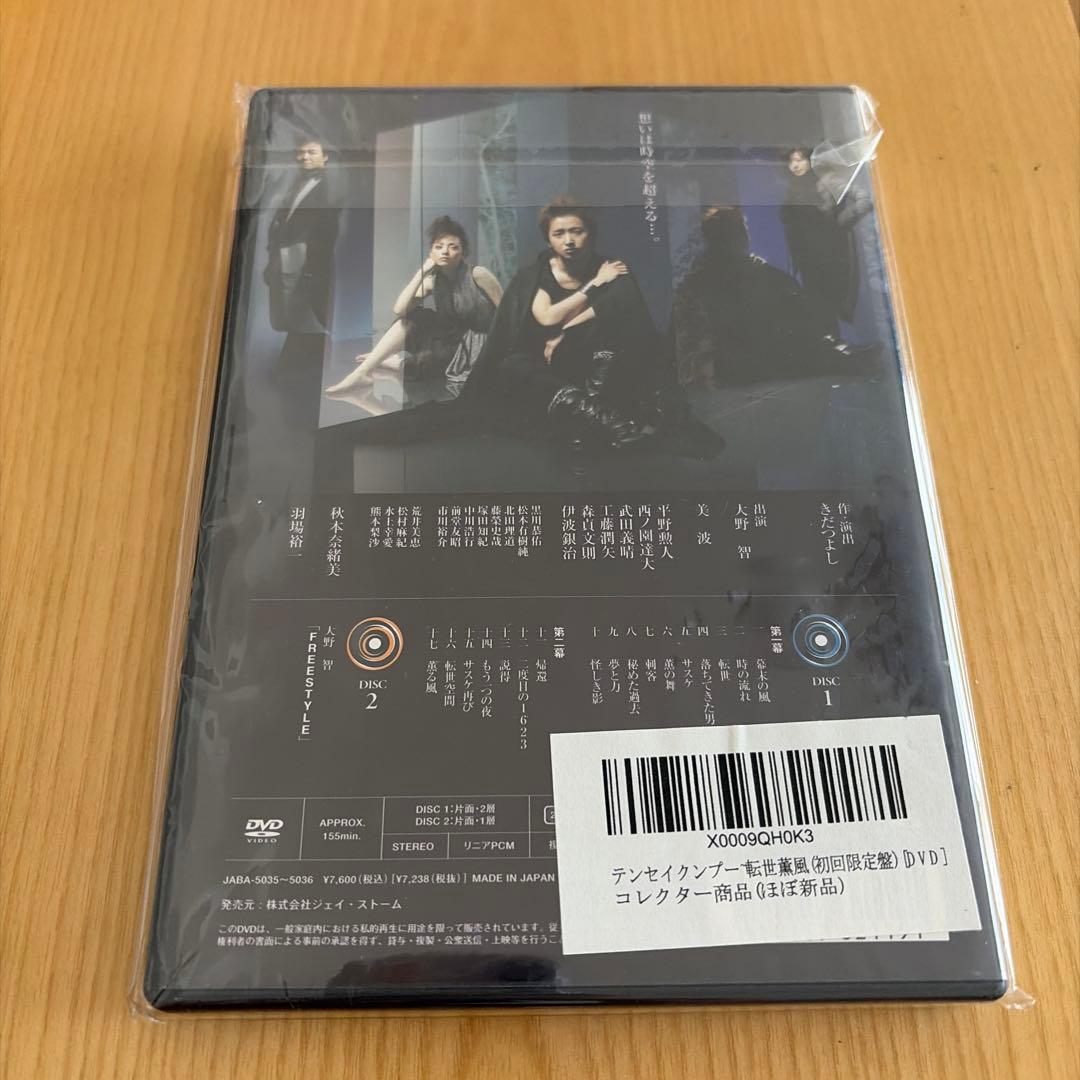 想いは時空を超える…。
作・演出
きだつよし
出演
大野 智
美 波
平野勲人
西ノ園達大
武田義晴
工藤潤矢
森貞文則
伊波銀治
黒川恭佑
松本有樹純
北田理道
藤榮史哉
塚田知紀
中川浩行
前堂友昭
市川裕介
荒井美恵
松村麻紀
水上幸愛
熊本梨沙
秋本奈緒美
羽場裕一
DISC
1
第一幕
一 幕末の風
二 時の流れ
三 転世
四 落ちてきた男
五 サスケ
六 薫の舞
七 刺客
八 秘めた過去
九 夢と力
十 怪しき影
第二幕
十一 帰還
十二 二度目の1623
十三 説得
十四 もう一つの夜
十五 サスケ再び
十六 転世空間
十七 薫る風
DISC
2
大野 智
「FREESTYLE」
DVD
VIDEO
APPROX.
155min.
DISC 1:片面・2層
DISC 2:片面・1層
STEREO
リニアPCM
複
2
JABA-5035〜5036 ¥7,600(税込)[¥7,238(税抜)] MADE IN JAPAN
発売元：株式会社ジェイ・ストーム
このDVDは、一般家庭内における私的再生に用途を限って販売されています。従
権利者の書面による事前の承認を得ず、貸与・複製・公衆送信・上映等を行うこ
X0009QH0K3
テンセイクンプー~転世薫風(初回限定盤)[DVD]
コレクター商品(ほぼ新品)